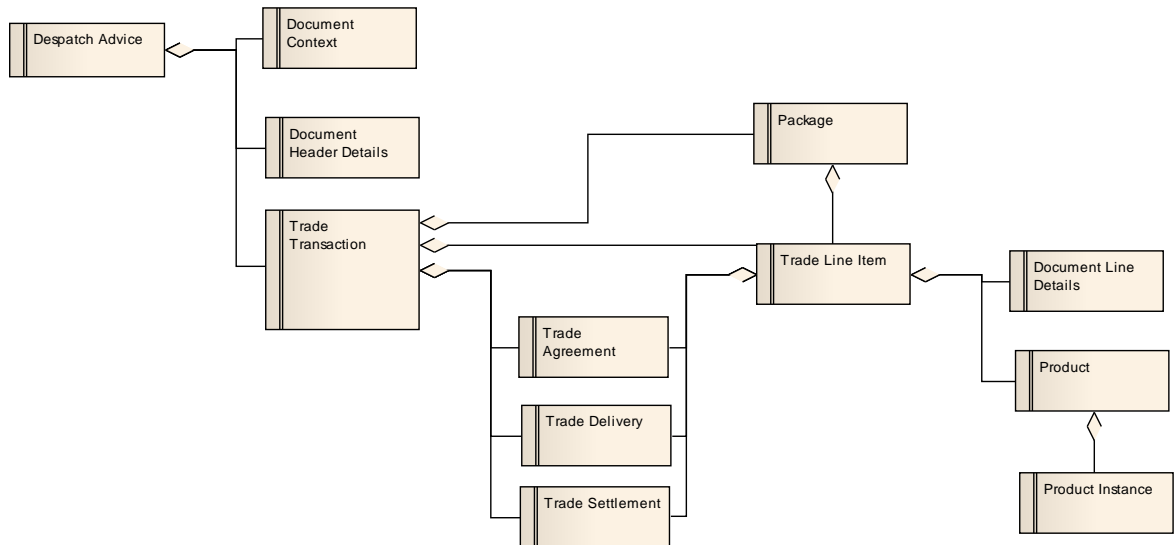 Despatch Advice
Document
Context
Document
Header Details
Trade
Transaction
Package
Trade Line Item
Document Line
Details
Trade
Agreement
Product
Trade Delivery
Trade Settlement
Product Instance